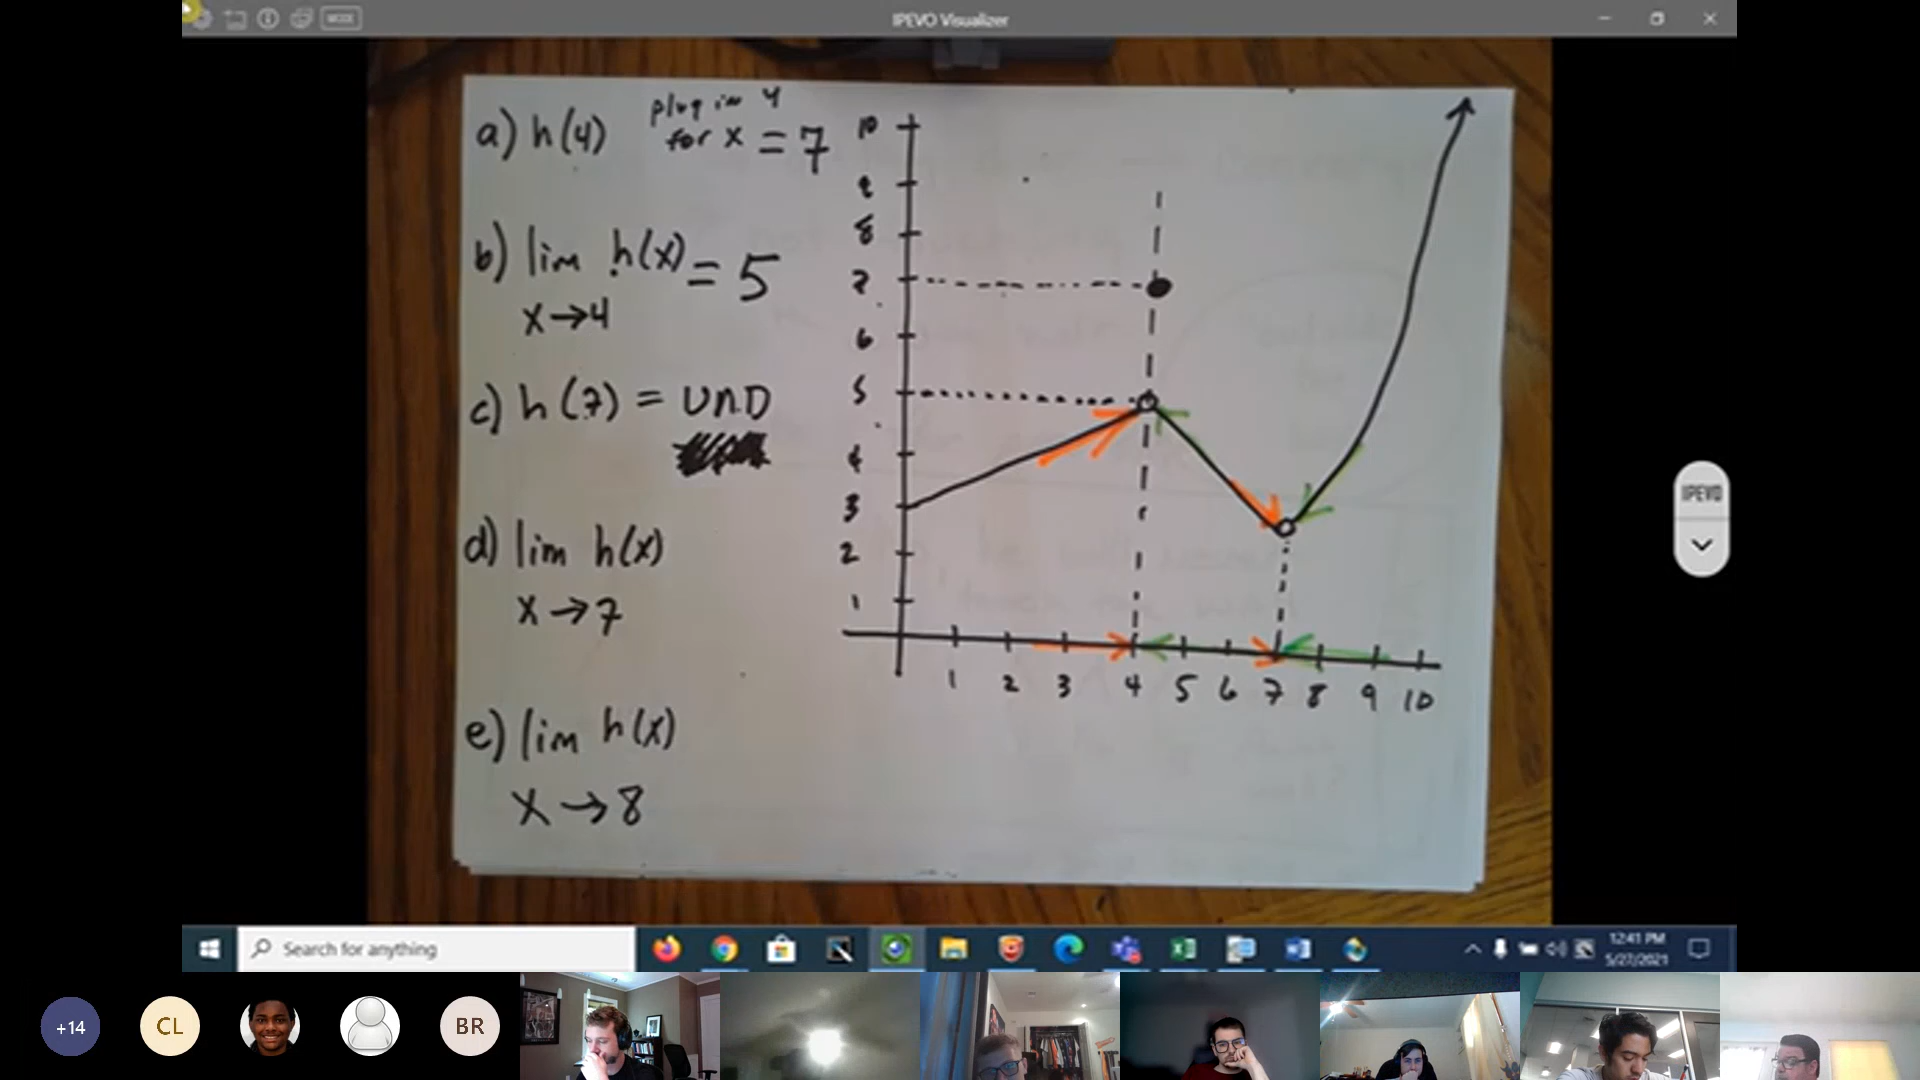 MODE
IPEVO Visualizer
a) h(4) plug in 4
for x = 7
b) lim h(x) = 5
x→4
c) h(7) = UND
d) lim h(x)
x→7
e) lim h(x)
x→8
10
9
8
7
6
5
4
3
2
1
1 2 3 4 5 6 7 8 9 10
IPEVO
Search for anything
12:41 PM
5/27/2021
+14
CL
BR